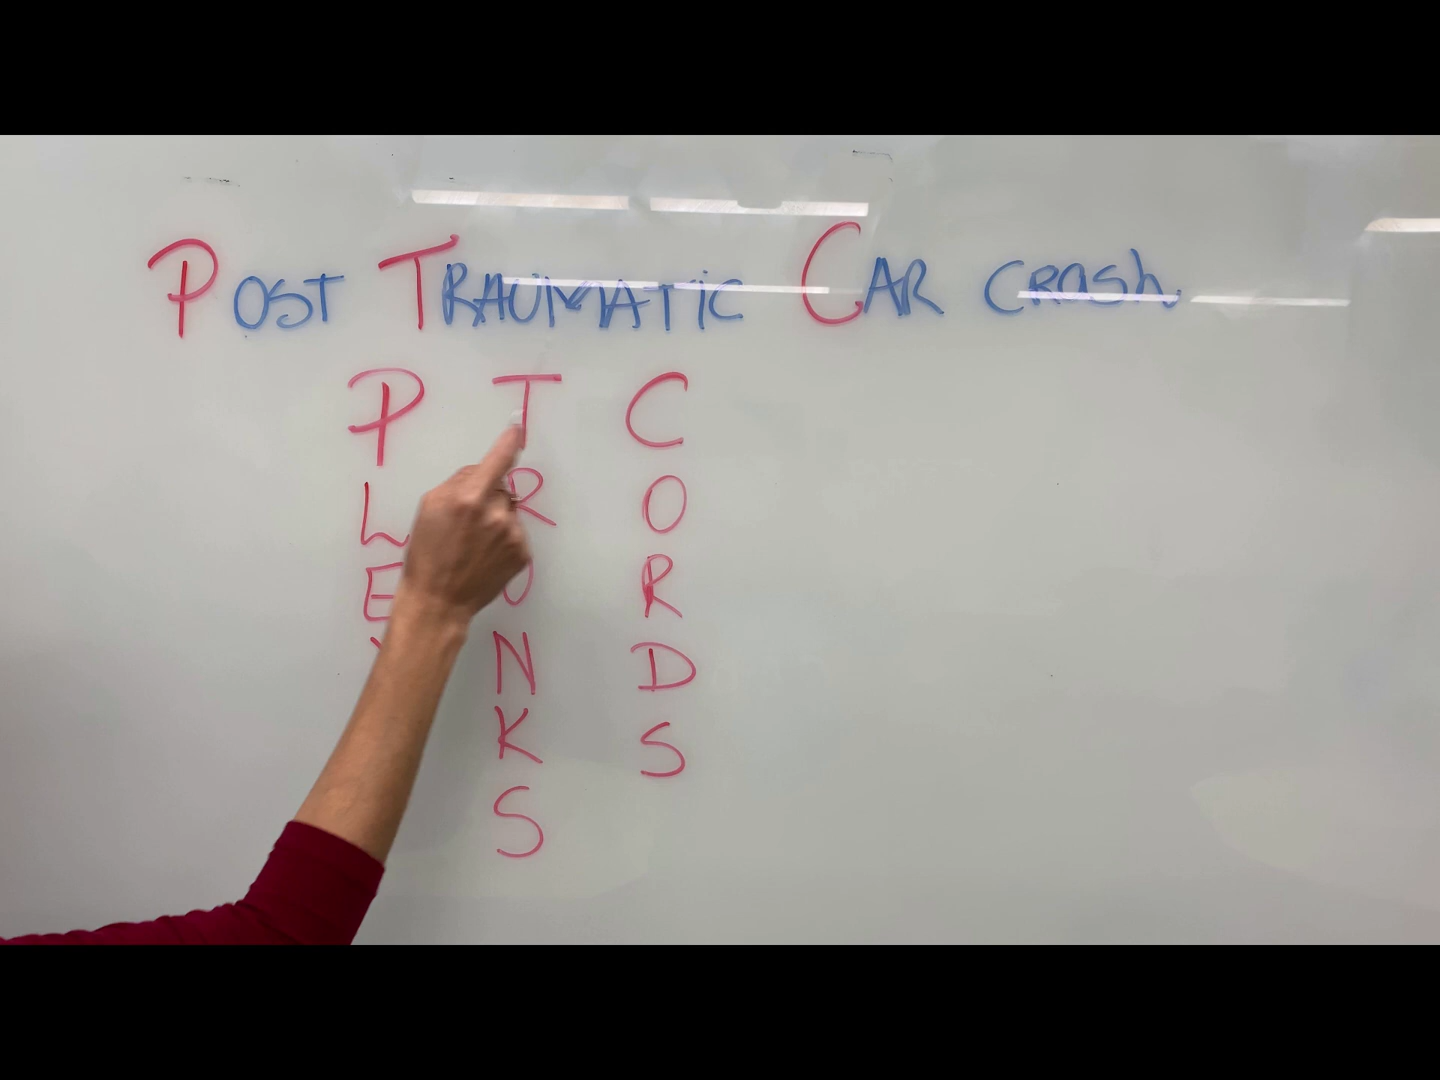 POST TRAUMATIC CAR CRASH
P T C
L R O
E U R
N D
K S
S